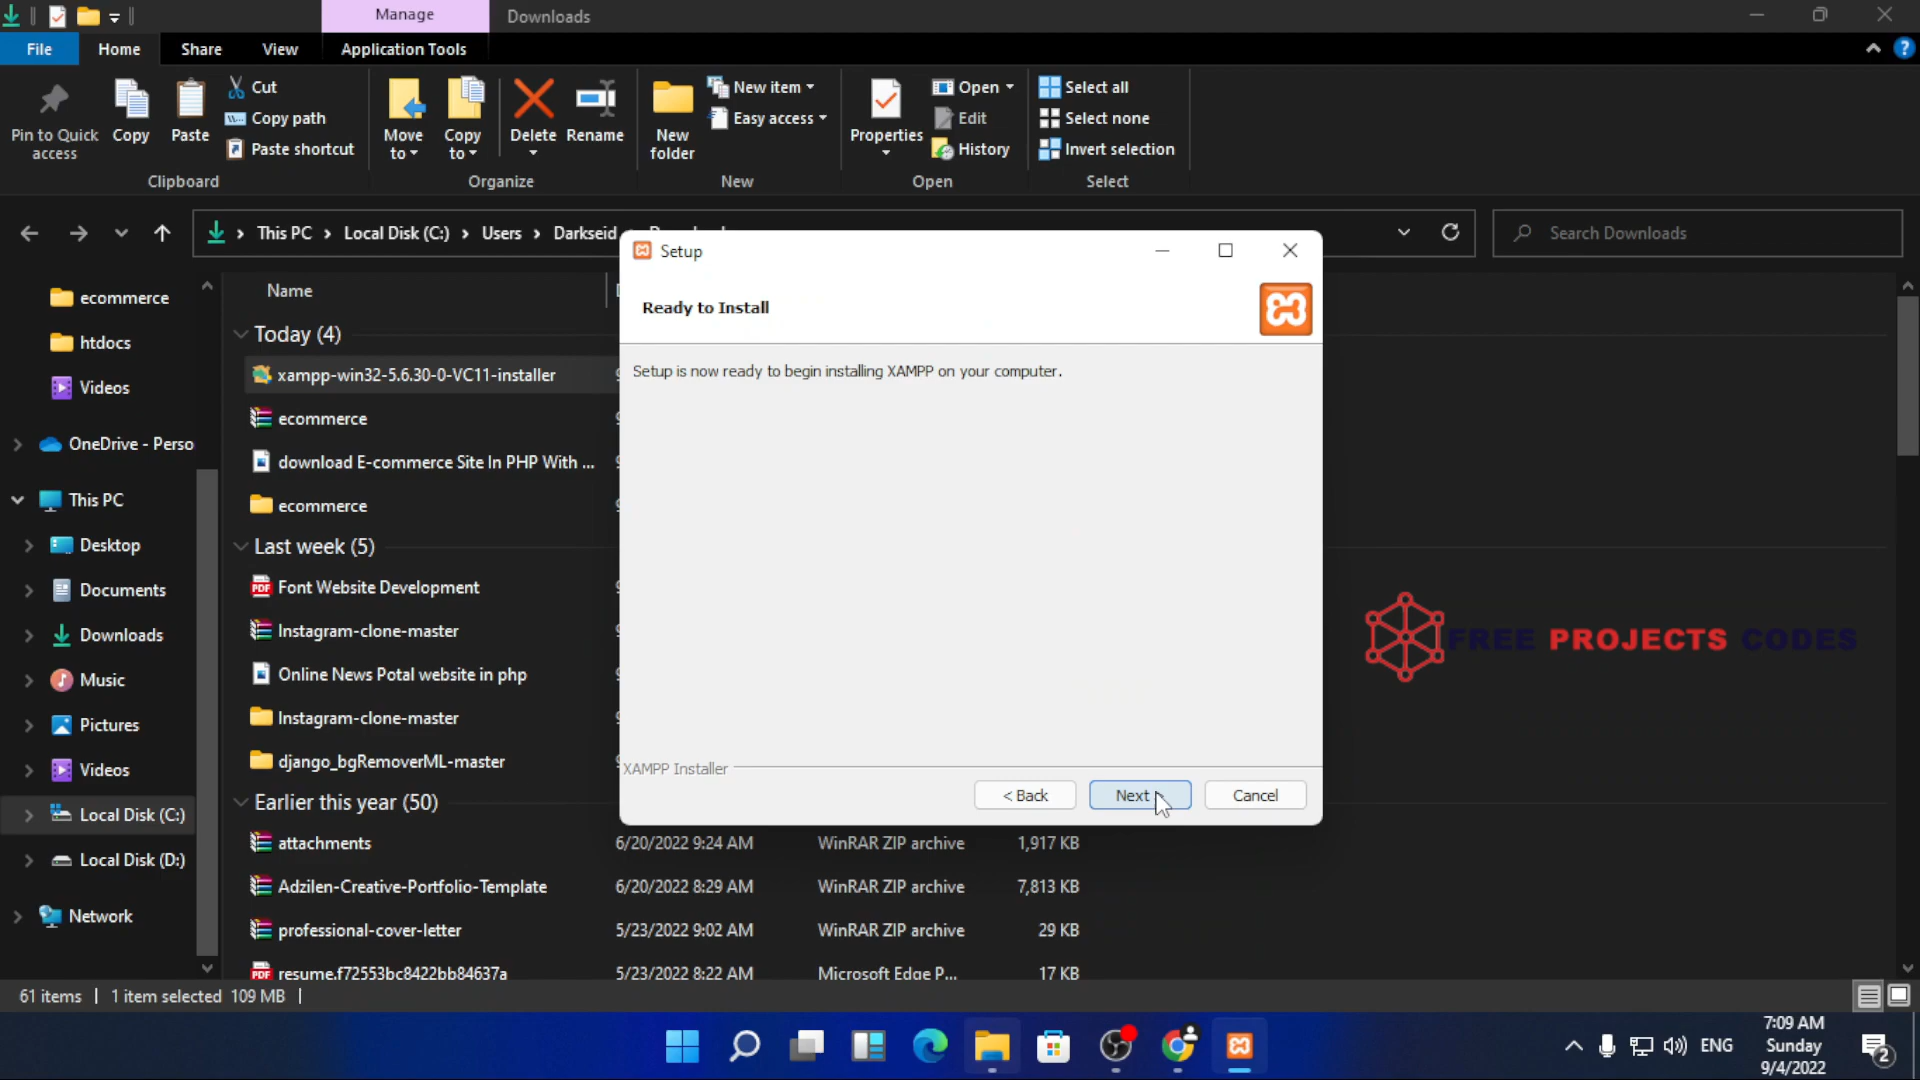 Manage
Downloads
File
Home
Share
View
Application Tools
Pin to Quick
access
Copy
Paste
Cut
Copy path
Paste shortcut
Clipboard
Move
to
Copy
to
Delete
Rename
Organize
New
folder
New item
Easy access
New
Properties
Open
Edit
History
Open
Select all
Select none
Invert selection
Select
This PC > Local Disk (C:) > Users > Darkseid
Search Downloads
ecommerce
htdocs
Videos
OneDrive - Perso
This PC
Desktop
Documents
Downloads
Music
Pictures
Videos
Local Disk (C:)
Local Disk (D:)
Network
Name
Today (4)
xampp-win32-5.6.30-0-VC11-installer
ecommerce
download E-commerce Site In PHP With ...
ecommerce
Last week (5)
Font Website Development
Instagram-clone-master
Online News Potal website in php
Instagram-clone-master
django_bgRemoverML-master
Earlier this year (50)
attachments 6/20/2022 9:24 AM WinRAR ZIP archive 1,917 KB
Adzilen-Creative-Portfolio-Template 6/20/2022 8:29 AM WinRAR ZIP archive 7,813 KB
professional-cover-letter 5/23/2022 9:02 AM WinRAR ZIP archive 29 KB
resume.f72553bc8422bb84637a 5/23/2022 8:22 AM Microsoft Edge P... 17 KB
Setup
Ready to Install
Setup is now ready to begin installing XAMPP on your computer.
XAMPP Installer
< Back
Next
Cancel
FREE PROJECTS CODES
61 items
1 item selected 109 MB
ENG
7:09 AM
Sunday
9/4/2022
2